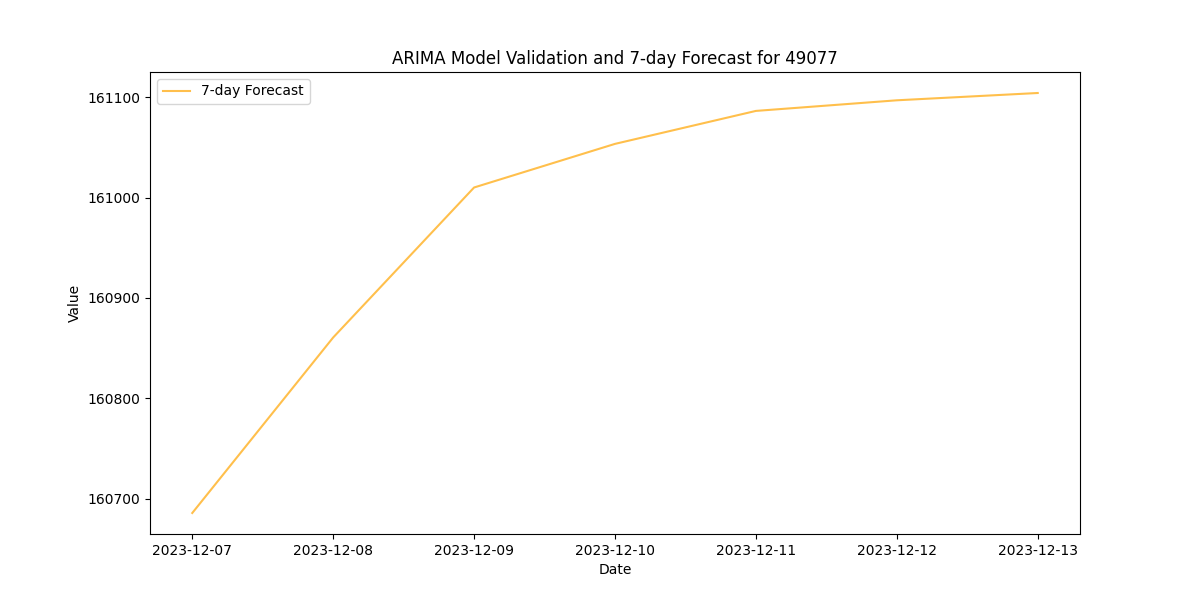 ARIMA Model Validation and 7-day Forecast for 49077
7-day Forecast
161100
161000
160900
160800
160700
Value
2023-12-07 2023-12-08 2023-12-09 2023-12-10 2023-12-11 2023-12-12 2023-12-13
Date